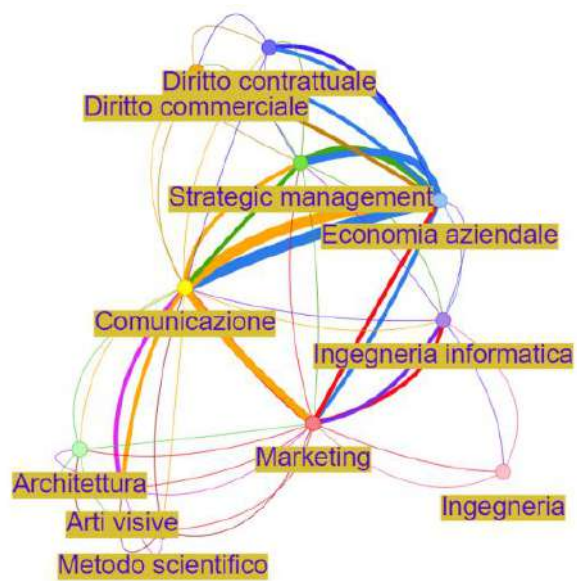 Diritto contrattuale
Diritto commerciale
Strategic management
Economia aziendale
Comunicazione
Ingegneria informatica
Marketing
Architettura
Ingegneria
Arti visive
Metodo scientifico